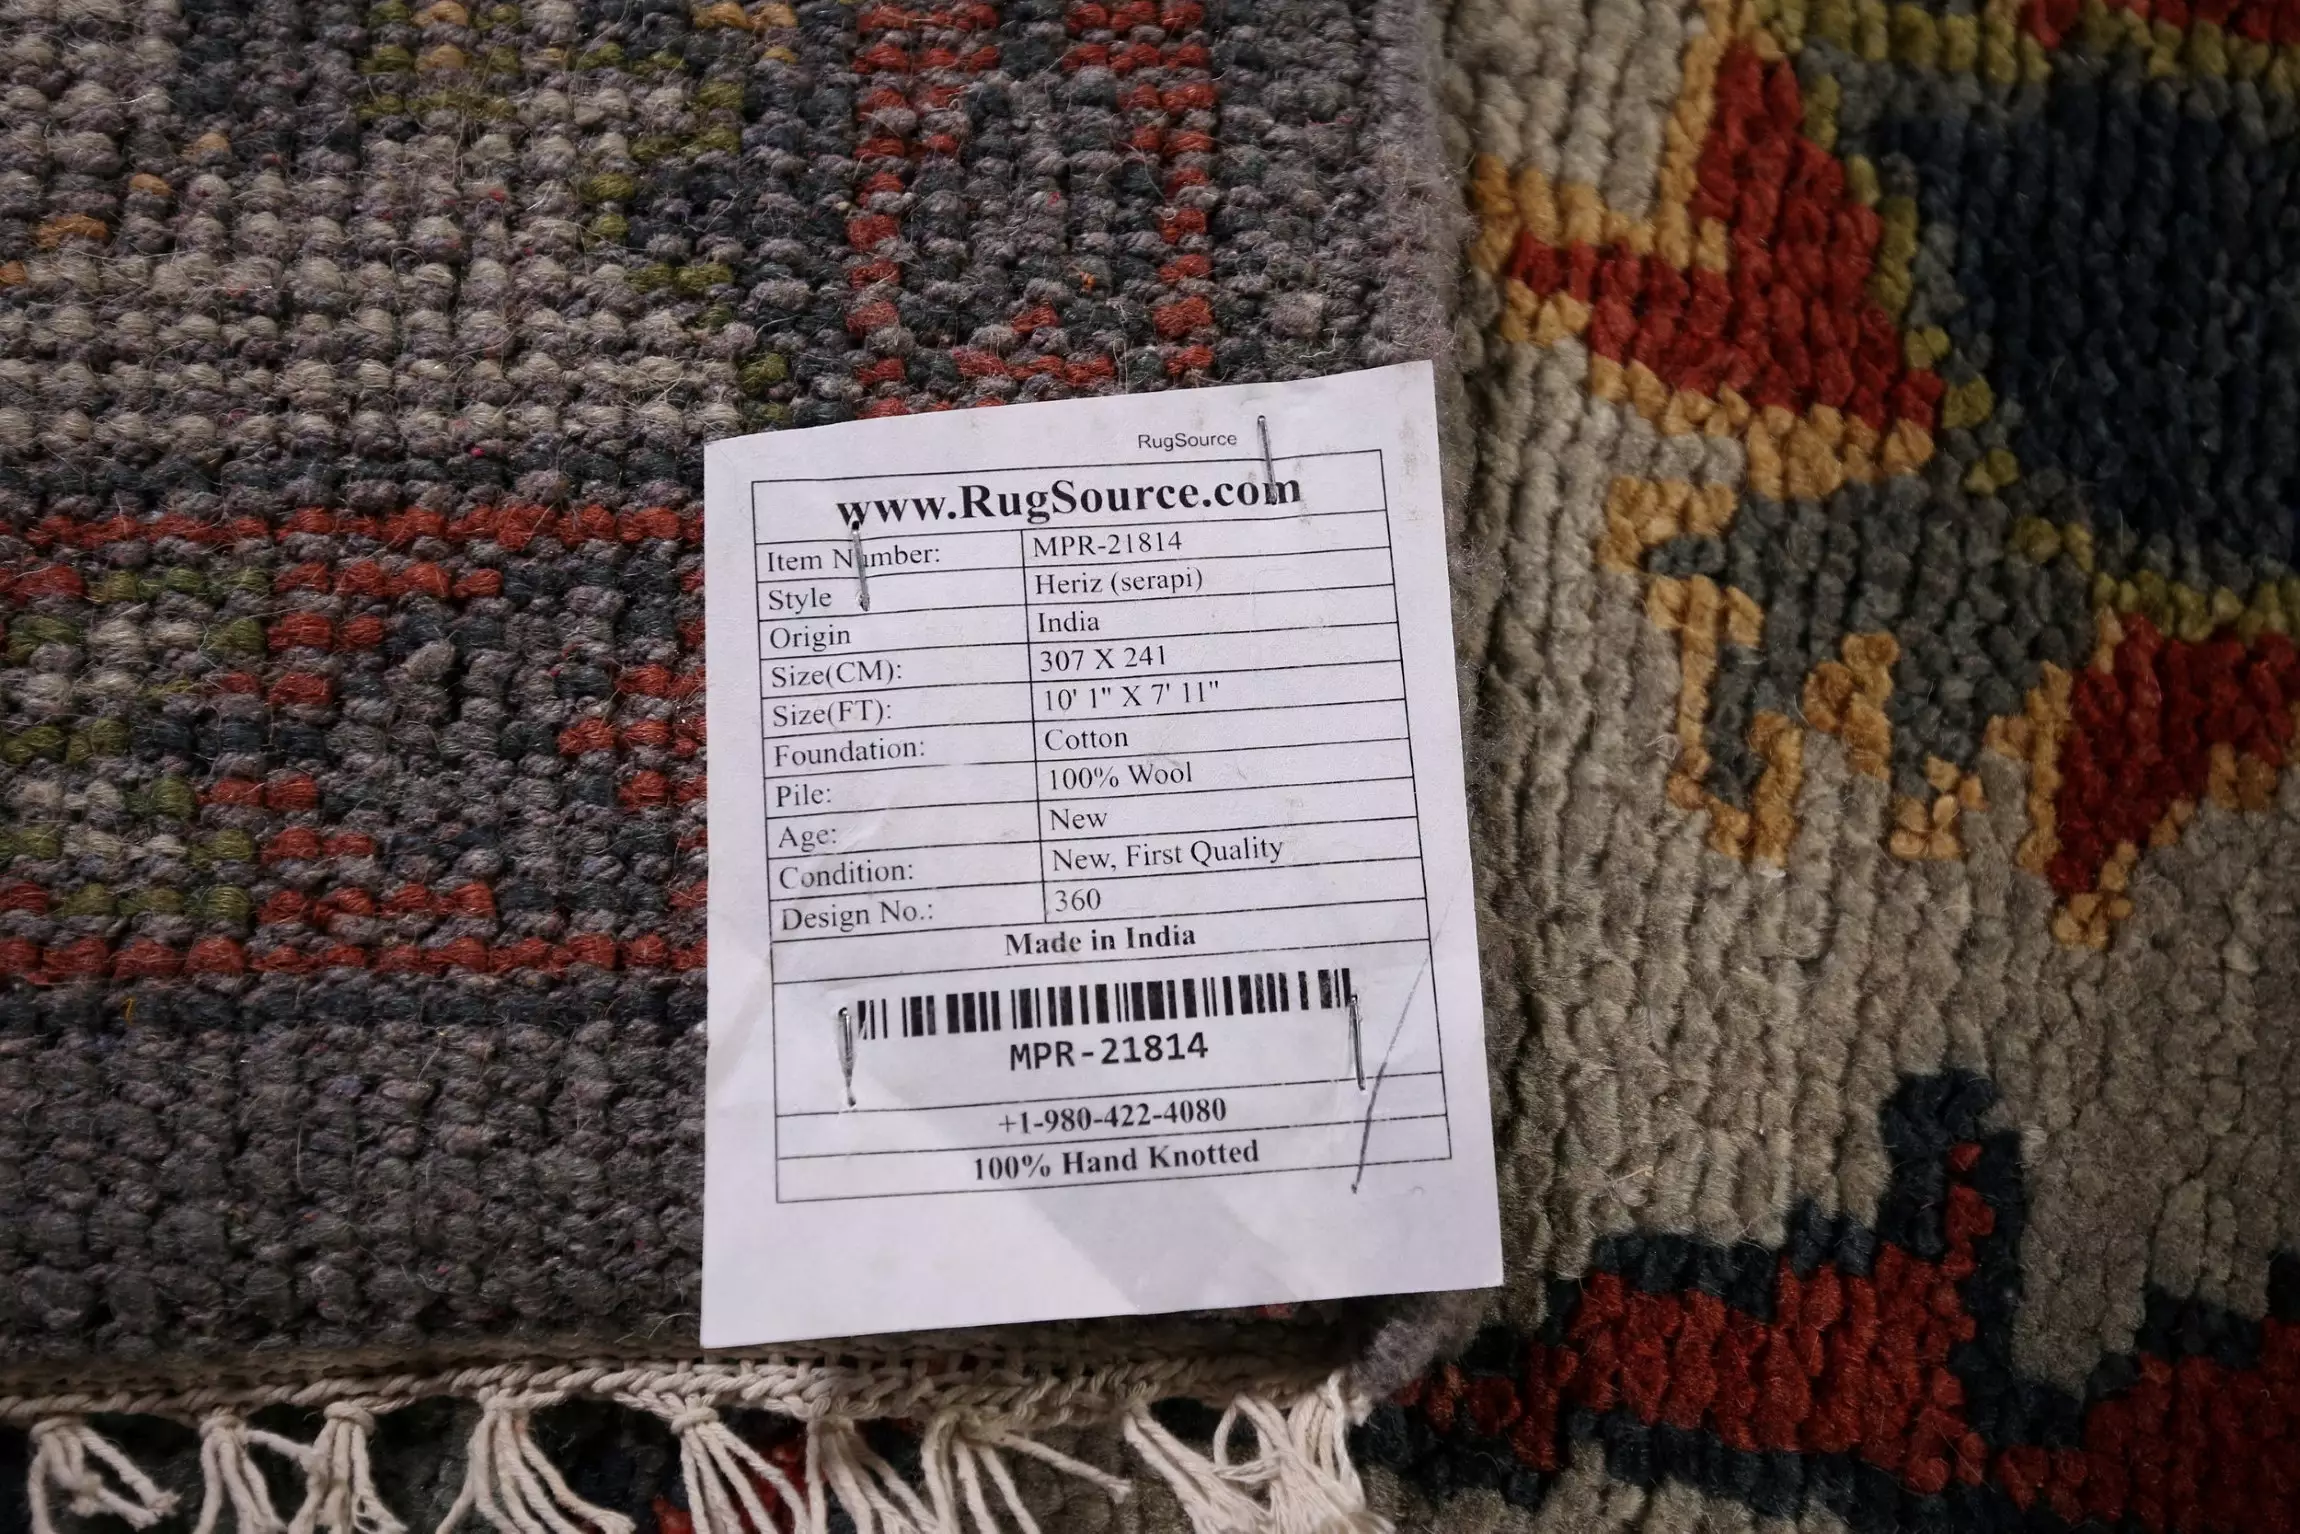 RugSource
www.RugSource.com
Item Number: MPR-21814
Style Heriz (serapi)
Origin India
Size(CM): 307 X 241
Size(FT): 10' 1" X 7' 11"
Foundation: Cotton
Pile: 100% Wool
Age: New
Condition: New, First Quality
Design No.: 360
Made in India
MPR-21814
+1-980-422-4080
100% Hand Knotted